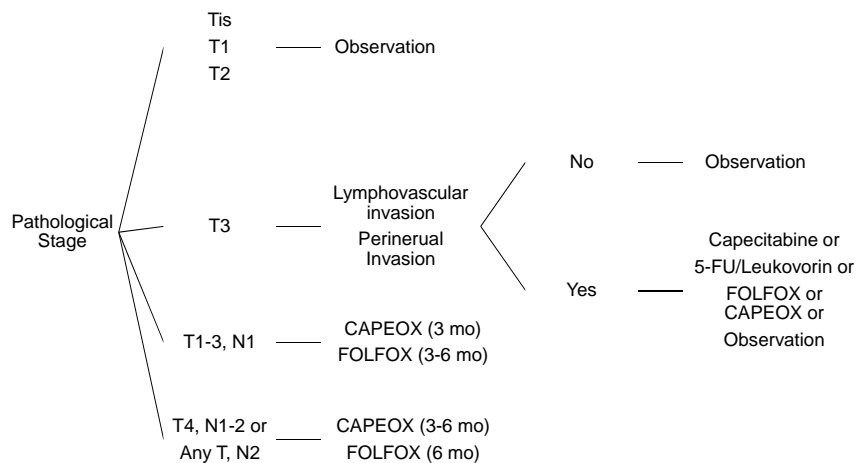 Pathological
Stage
Tis
T1
T2
Observation
T3
Lymphovascular
invasion
Perinerual
Invasion
No
Observation
Yes
Capecitabine or
5-FU/Leukovorin or
FOLFOX or
CAPEOX or
Observation
T1-3, N1
CAPEOX (3 mo)
FOLFOX (3-6 mo)
T4, N1-2 or
Any T, N2
CAPEOX (3-6 mo)
FOLFOX (6 mo)